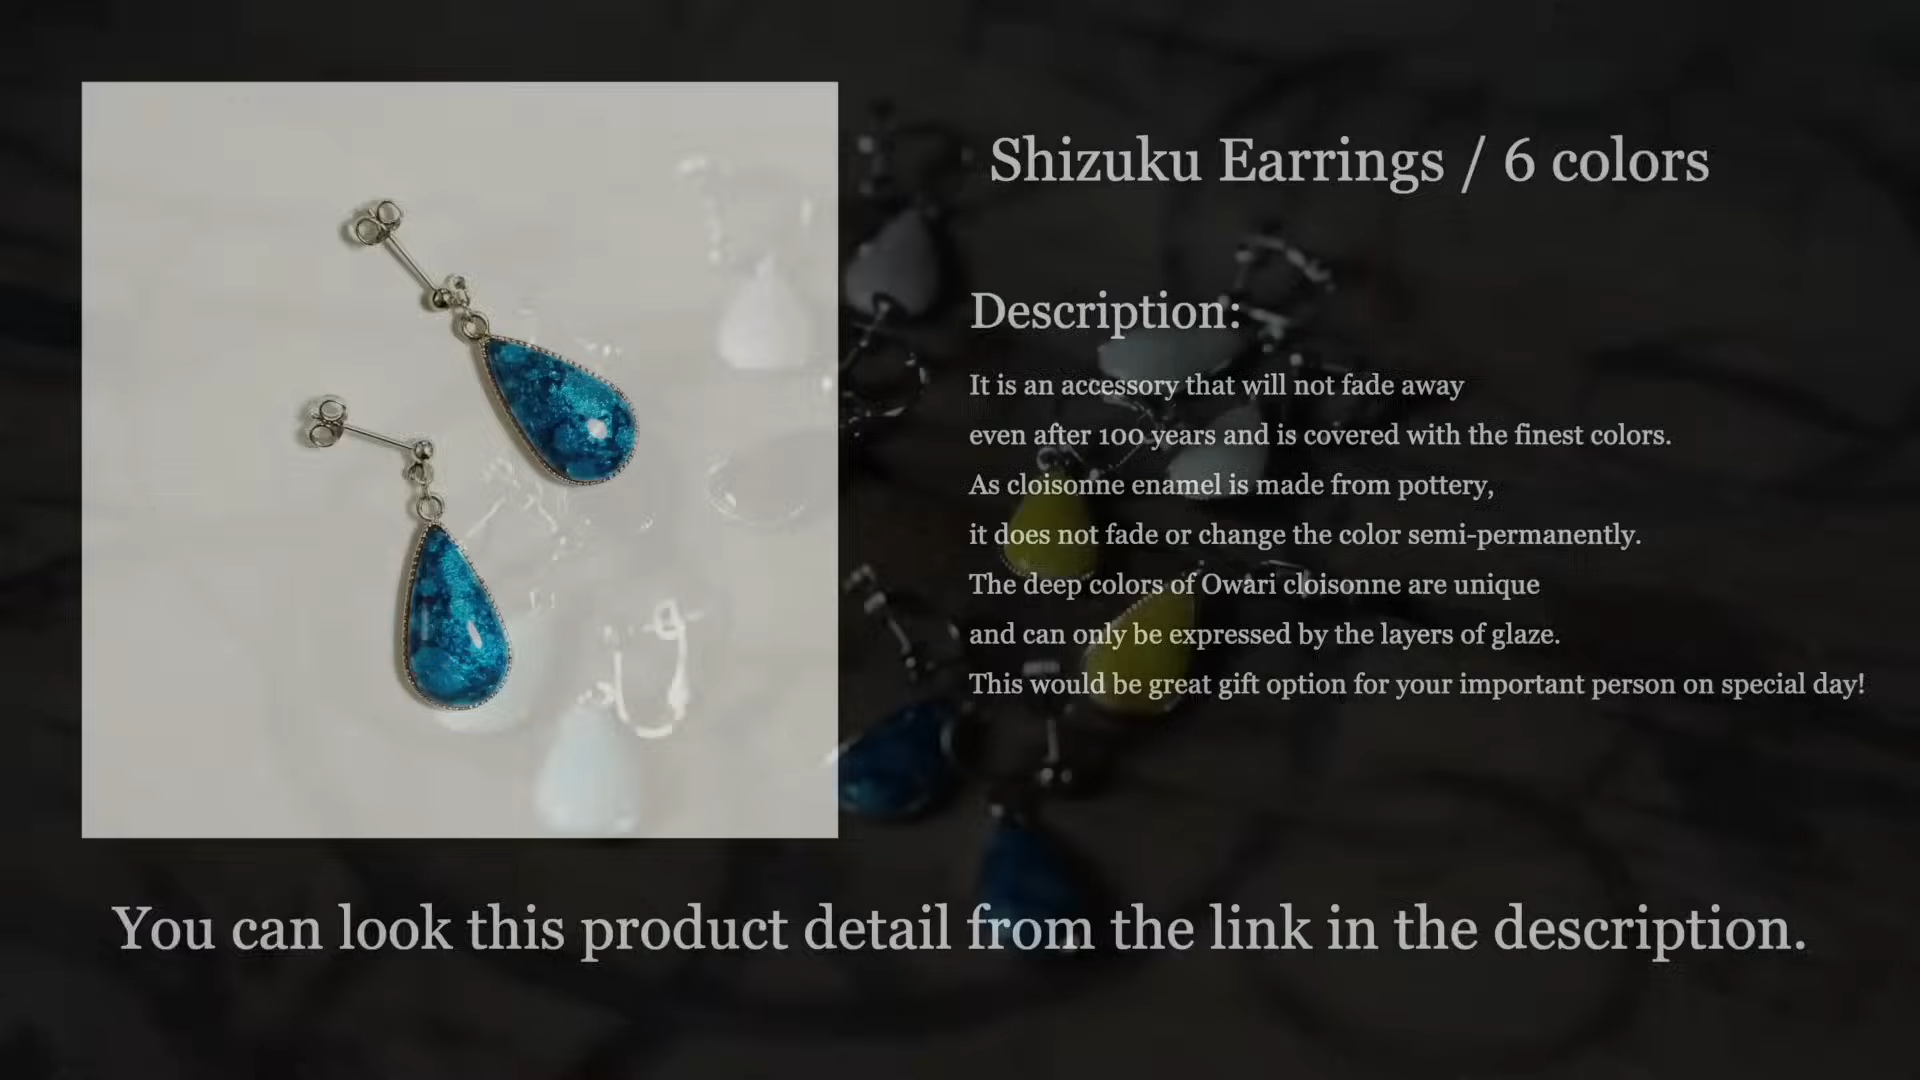 Shizuku Earrings / 6 colors
Description:
It is an accessory that will not fade away
even after 100 years and is covered with the finest colors.
As cloisonne enamel is made from pottery,
it does not fade or change the color semi-permanently.
The deep colors of Owari cloisonne are unique
and can only be expressed by the layers of glaze.
This would be great gift option for your important person on special day!
You can look this product detail from the link in the description.